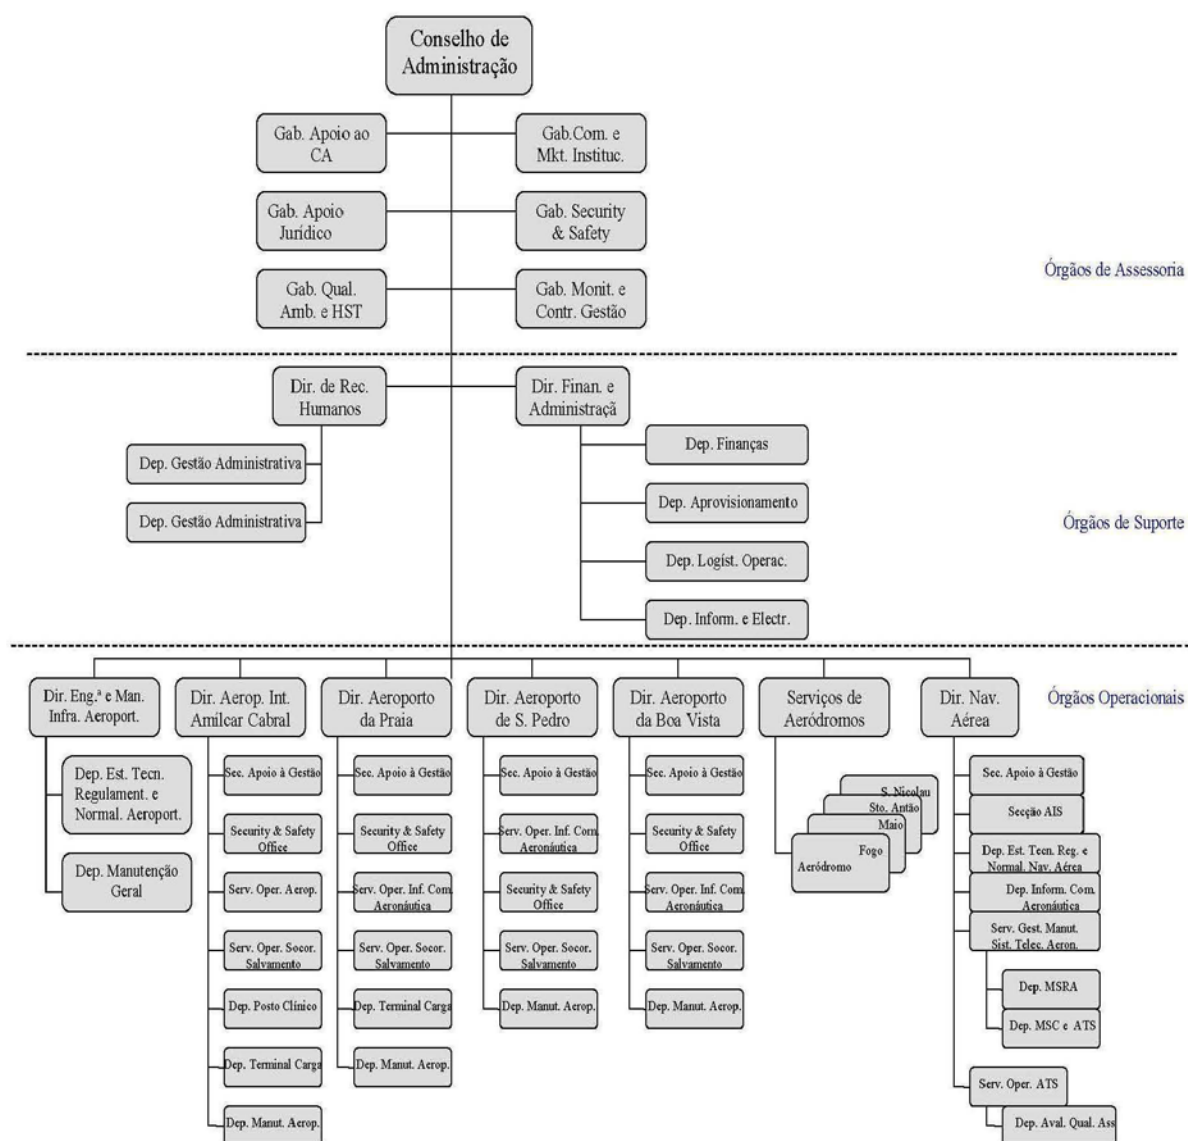 Conselho de
Administração
Gab. Apoio ao
CA
Gab.Com. e
Mkt. Instituc.
Gab. Apoio
Jurídico
Gab. Security
& Safety
Órgãos de Assessoria
Gab. Qual.
Amb. e HST
Gab. Monit. e
Contr. Gestão
Dir. de Rec.
Humanos
Dir. Finan. e
Administraçã
Dep. Gestão Administrativa
Dep. Gestão Administrativa
Dep. Finanças
Dep. Aprovisionamento
Dep. Logíst. Operac.
Dep. Inform. e Electr.
Órgãos de Suporte
Órgãos Operacionais
Dir. Eng.ª e Man.
Infra. Aeroport.
Dep. Est. Tecn.
Regulament. e
Normal. Aeroport.
Dep. Manutenção
Geral
Dir. Aerop. Int.
Amílcar Cabral
Sec. Apoio à Gestão
Security & Safety
Office
Serv. Oper. Aerop.
Serv. Oper. Socor.
Salvamento
Dep. Posto Clínico
Dep. Terminal Carga
Dep. Manut. Aerop.
Dir. Aeroporto
da Praia
Sec. Apoio à Gestão
Security & Safety
Office
Serv. Oper. Inf. Com.
Aeronáutica
Serv. Oper. Socor.
Salvamento
Dep. Terminal Carga
Dep. Manut. Aerop.
Dir. Aeroporto
de S. Pedro
Sec. Apoio à Gestão
Serv. Oper. Inf. Com.
Aeronáutica
Security & Safety
Office
Serv. Oper. Socor.
Salvamento
Dep. Manut. Aerop.
Dir. Aeroporto
da Boa Vista
Sec. Apoio à Gestão
Security & Safety
Office
Serv. Oper. Inf. Com.
Aeronáutica
Serv. Oper. Socor.
Salvamento
Dep. Manut. Aerop.
Serviços de
Aeródromos
S. Nicolau
Sto. Antão
Maio
Fogo
Aeródromo
Dir. Nav.
Aérea
Sec. Apoio à Gestão
Secção AIS
Dep. Est. Tecn. Reg. e
Normal. Nav. Aérea
Dep. Inform. Com.
Aeronáutica
Serv. Gest. Manut.
Sist. Telec. Aeron.
Dep. MSRA
Dep. MSC e ATS
Serv. Oper. ATS
Dep. Aval. Qual. Ass